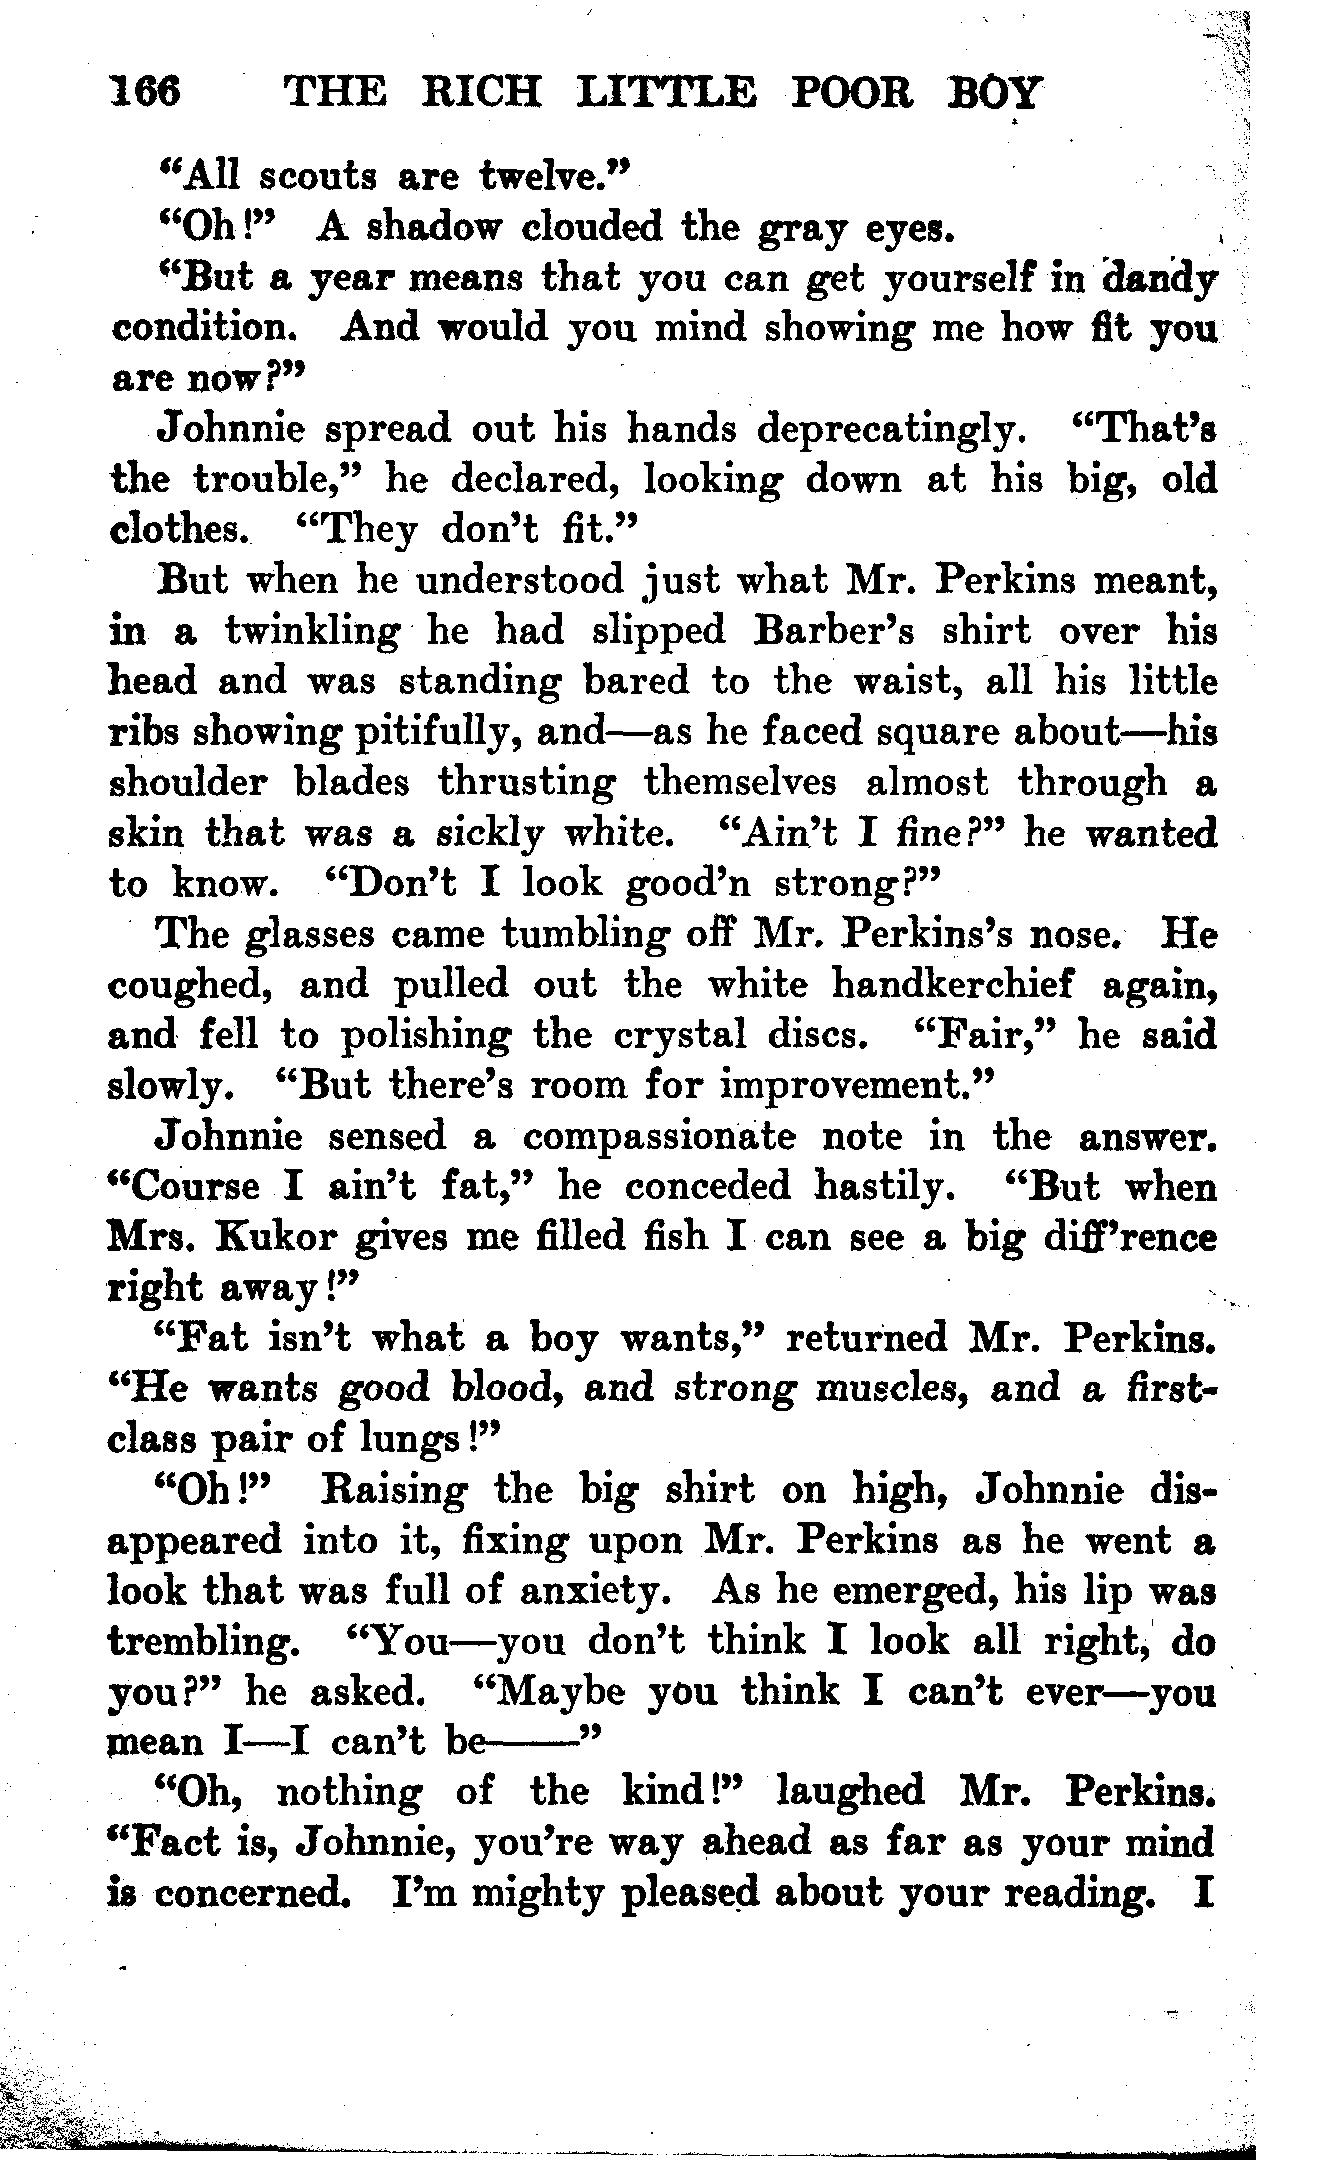 166 THE RICH LITTLE POOR BOY
“All scouts are twelve.”
“Oh!” A shadow clouded the gray eyes.
“But a year means that you can get yourself in dandy
condition. And would you mind showing me how fit you
are now?”
Johnnie spread out his hands deprecatingly. “That’s
the trouble,” he declared, looking down at his big, old
clothes. “They don’t fit.”
But when he understood just what Mr. Perkins meant,
in a twinkling he had slipped Barber’s shirt over his
head and was standing bared to the waist, all his little
ribs showing pitifully, and—as he faced square about—his
shoulder blades thrusting themselves almost through a
skin that was a sickly white. “Ain’t I fine?” he wanted
to know. “Don’t I look good’n strong?”
The glasses came tumbling off Mr. Perkins’s nose. He
coughed, and pulled out the white handkerchief again,
and fell to polishing the crystal discs. “Fair,” he said
slowly. “But there’s room for improvement.”
Johnnie sensed a compassionate note in the answer.
“Course I ain’t fat,” he conceded hastily. “But when
Mrs. Kukor gives me filled fish I can see a big diff’rence
right away!”
“Fat isn’t what a boy wants,” returned Mr. Perkins.
“He wants good blood, and strong muscles, and a first-
class pair of lungs!”
“Oh!” Raising the big shirt on high, Johnnie dis-
appeared into it, fixing upon Mr. Perkins as he went a
look that was full of anxiety. As he emerged, his lip was
trembling. “You—you don’t think I look all right, do
you?” he asked. “Maybe you think I can’t ever—you
mean I—I can’t be——”
“Oh, nothing of the kind!” laughed Mr. Perkins.
“Fact is, Johnnie, you’re way ahead as far as your mind
is concerned. I’m mighty pleased about your reading. I